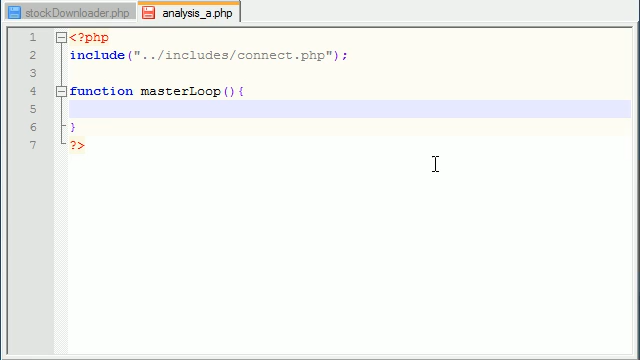 stockDownloader.php analysis_a.php
1 <?php
2 include("../includes/connect.php");
3
4 function masterLoop(){
5
6 }
7 ?>